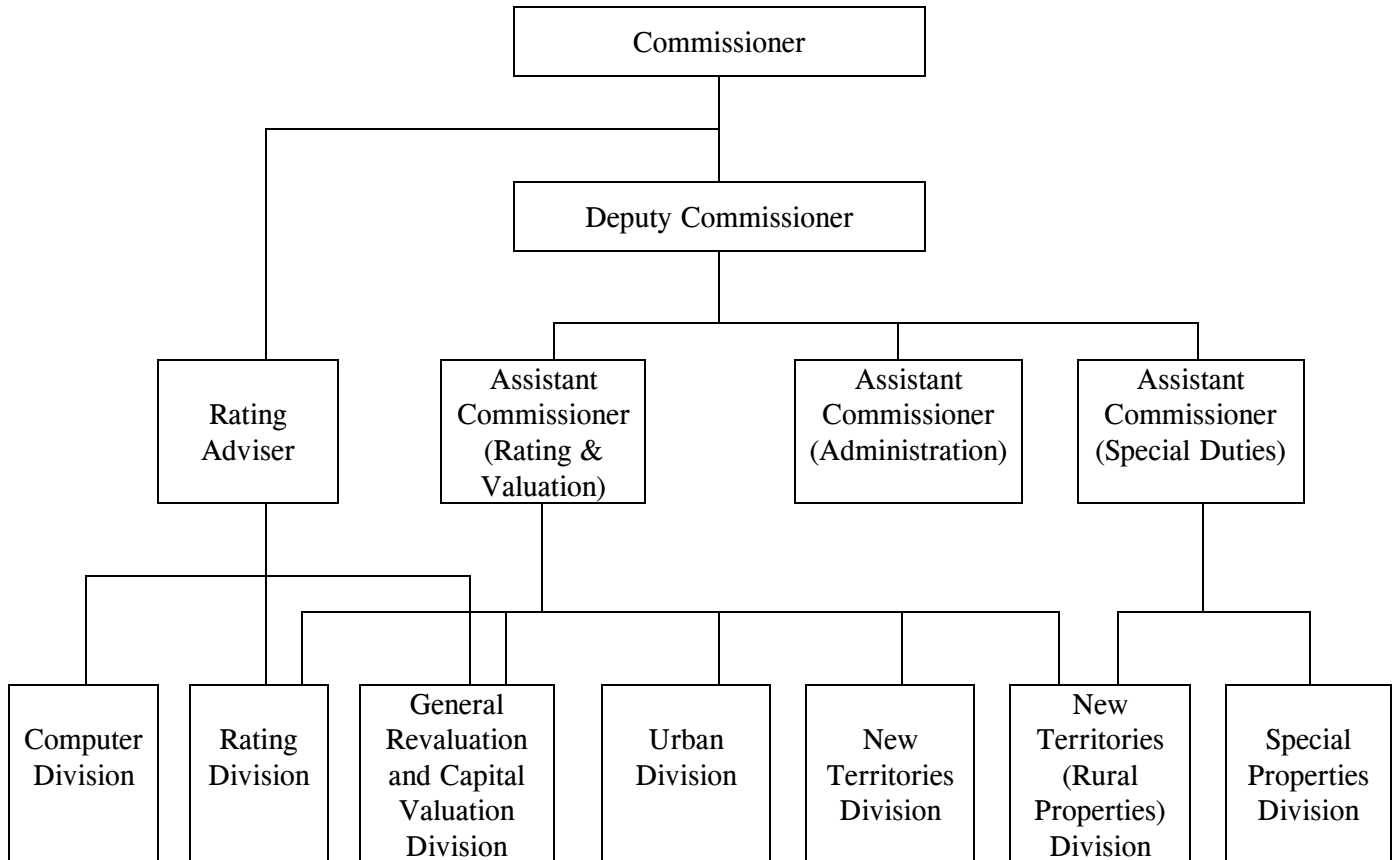 Commissioner
Deputy Commissioner
Rating
Adviser
Assistant
Commissioner
(Rating &
Valuation)
Assistant
Commissioner
(Administration)
Assistant
Commissioner
(Special Duties)
Computer
Division
Rating
Division
General
Revaluation
and Capital
Valuation
Division
Urban
Division
New
Territories
Division
New
Territories
(Rural
Properties)
Division
Special
Properties
Division